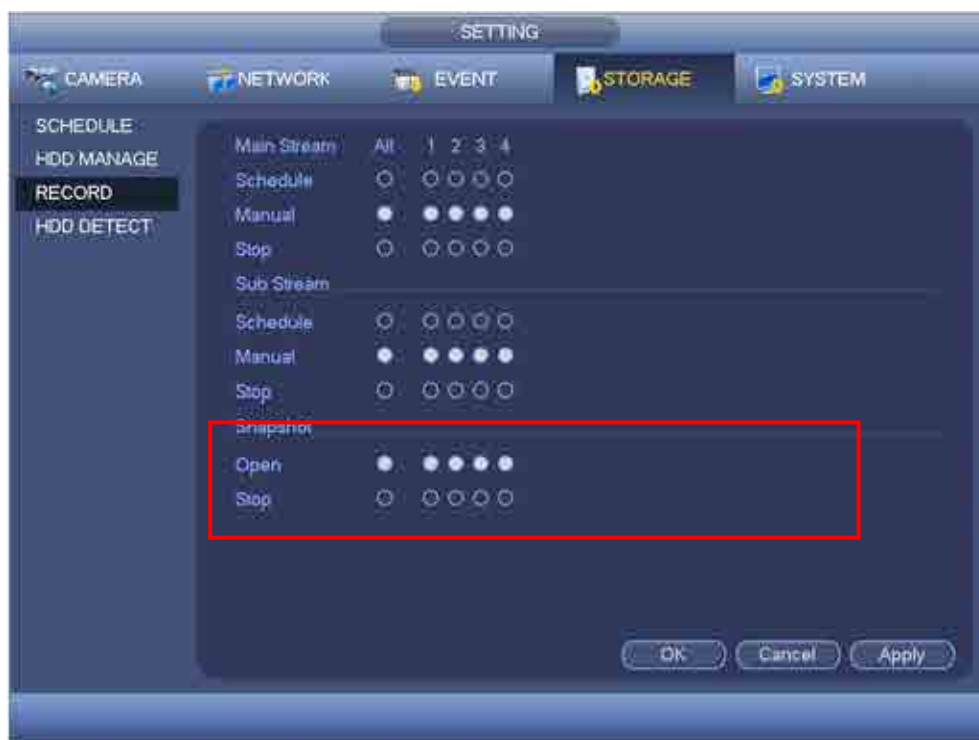 SETTING
CAMERA NETWORK EVENT STORAGE SYSTEM
SCHEDULE
HDD MANAGE
RECORD
HDD DETECT
Main Stream All 1 2 3 4
Schedule
Manual
Stop
Sub Stream
Schedule
Manual
Stop
Snapshot
Open
Stop
OK Cancel Apply